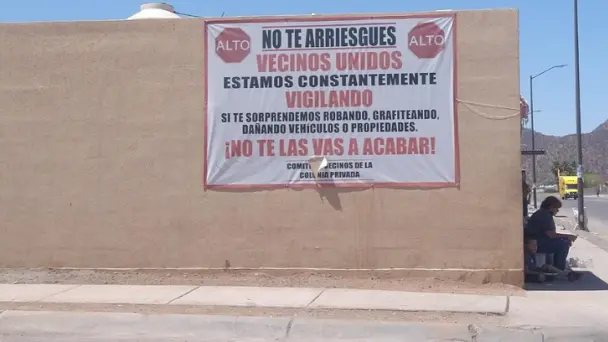 ALTO
NO TE ARRIESGUES
ALTO
VECINOS UNIDOS
ESTAMOS CONSTANTEMENTE
VIGILANDO
SI TE SORPRENDEMOS ROBANDO, GRAFITEANDO,
DAÑANDO VEHÍCULOS O PROPIEDADES.
¡NO TE LAS VAS A ACABAR!
COMITE VECINOS DE LA
COLONIA PRIVADA